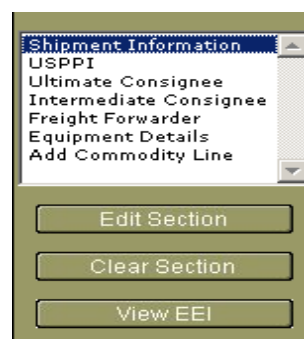 Shipment Information
USPPI
Ultimate Consignee
Intermediate Consignee
Freight Forwarder
Equipment Details
Add Commodity Line
Edit Section
Clear Section
View EEI